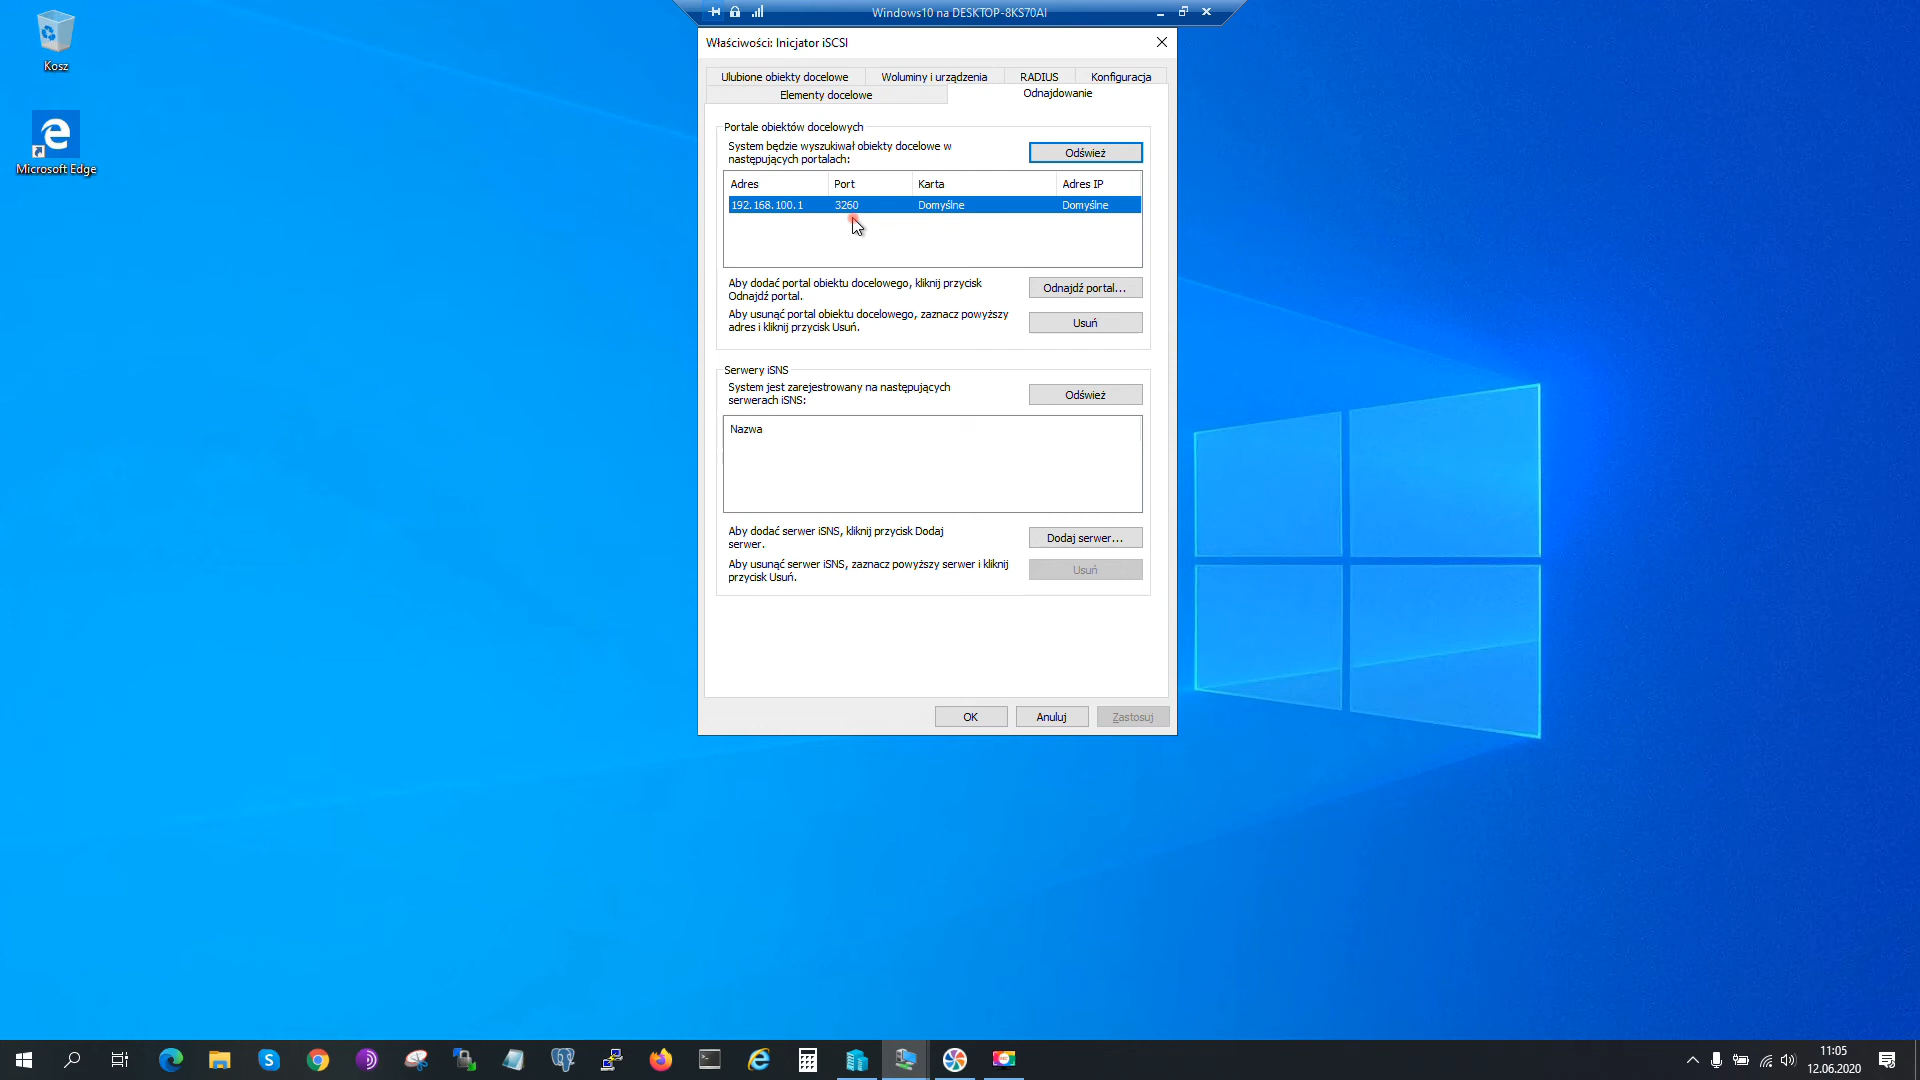 Windows10 na DESKTOP-8KS70AI
Kosz
Microsoft Edge
Właściwości: Inicjator iSCSI
Ulubione obiekty docelowe
Woluminy i urządzenia
RADIUS
Konfiguracja
Elementy docelowe
Odnajdowanie
Portale obiektów docelowych
System będzie wyszukiwał obiekty docelowe w
następujących portalach:
Odśwież
Adres
Port
Karta
Adres IP
192.168.100.1
3260
Domyślne
Domyślne
Aby dodać portal obiektu docelowego, kliknij przycisk
Odnajdź portal.
Odnajdź portal...
Aby usunąć portal obiektu docelowego, zaznacz powyższy
adres i kliknij przycisk Usuń.
Usuń
Serwery iSNS
System jest zarejestrowany na następujących
serwerach iSNS:
Odśwież
Nazwa
Aby dodać serwer iSNS, kliknij przycisk Dodaj
serwer.
Dodaj serwer...
Aby usunąć serwer iSNS, zaznacz powyższy serwer i kliknij
przycisk Usuń.
Usuń
OK
Anuluj
Zastosuj
11:05
12.06.2020